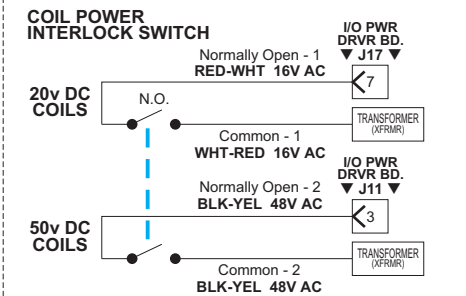 COIL POWER
INTERLOCK SWITCH
I/O PWR
DRVR BD.
▼ J17 ▼
Normally Open - 1
RED-WHT 16V AC
7
20v DC
COILS
N.O.
TRANSFORMER
(XFRMR)
Common - 1
WHT-RED 16V AC
I/O PWR
DRVR BD.
▼ J11 ▼
Normally Open - 2
BLK-YEL 48V AC
3
50v DC
COILS
TRANSFORMER
(XFRMR)
Common - 2
BLK-YEL 48V AC